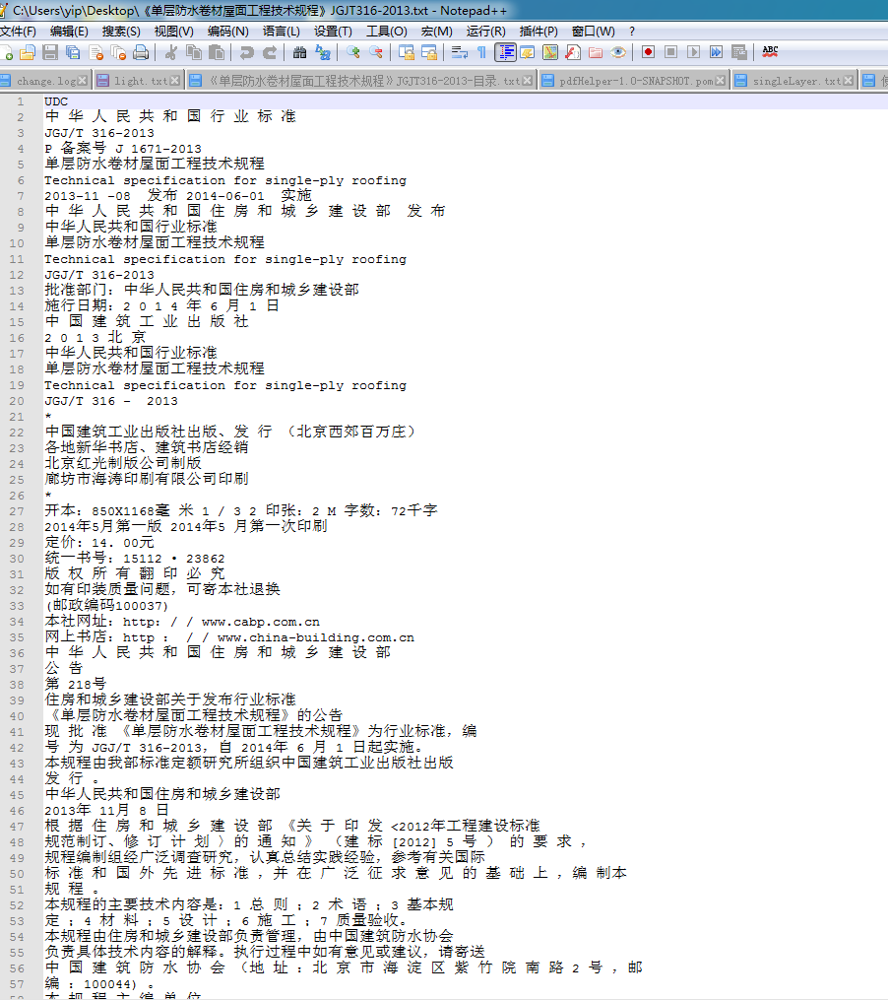 C:\Users\yip\Desktop\《单层防水卷材屋面工程技术规程》JGJT316-2013.txt - Notepad++
文件(F) 编辑(E) 搜索(S) 视图(V) 编码(N) 语言(L) 设置(T) 工具(O) 宏(M) 运行(R) 插件(P) 窗口(W) ?
change.log light.txt 《单层防水卷材屋面工程技术规程》JGJT316-2013-目录.txt pdfHelper-1.0-SNAPSHOT.pom singleLayer.txt
1 UDC
2 中 华 人 民 共 和 国 行 业 标 准
3 JGJ/T 316-2013
4 P 备案号 J 1671-2013
5 单层防水卷材屋面工程技术规程
6 Technical specification for single-ply roofing
7 2013-11 -08 发布 2014-06-01 实施
8 中 华 人 民 共 和 国 住 房 和 城 乡 建 设 部 发 布
9 中华人民共和国行业标准
10 单层防水卷材屋面工程技术规程
11 Technical specification for single-ply roofing
12 JGJ/T 316-2013
13 批准部门: 中华人民共和国住房和城乡建设部
14 施行日期: 2 0 1 4 年 6 月 1 日
15 中 国 建 筑 工 业 出 版 社
16 2 0 1 3 北 京
17 中华人民共和国行业标准
18 单层防水卷材屋面工程技术规程
19 Technical specification for single-ply roofing
20 JGJ/T 316 - 2013
21 *
22 中国建筑工业出版社出版、发 行 （北京西郊百万庄）
23 各地新华书店、建筑书店经销
24 北京红光制版公司制版
25 廊坊市海涛印刷有限公司印刷
26 *
27 开本: 850X1168毫 米 1 / 3 2 印张: 2 M 字数: 72千字
28 2014年5月第一版 2014年5 月第一次印刷
29 定价: 14. 00元
30 统一书号: 15112 • 23862
31 版 权 所 有 翻 印 必 究
32 如有印装质量问题, 可寄本社退换
33 (邮政编码100037)
34 本社网址: http: / / www.cabp.com.cn
35 网上书店: http : / / www.china-building.com.cn
36 中 华 人 民 共 和 国 住 房 和 城 乡 建 设 部
37 公 告
38 第 218号
39 住房和城乡建设部关于发布行业标准
40 《单层防水卷材屋面工程技术规程》的公告
41 现 批 准 《单层防水卷材屋面工程技术规程》为行业标准, 编
42 号 为 JGJ/T 316-2013, 自 2014年 6 月 1 日起实施。
43 本规程由我部标准定额研究所组织中国建筑工业出版社出版
44 发 行 。
45 中华人民共和国住房和城乡建设部
46 2013年 11月 8 日
47 根 据 住 房 和 城 乡 建 设 部 《关 于 印 发 <2012年工程建设标准
48 规范制订、修 订 计 划 〉的 通 知 》 （建 标 [2012] 5 号 ） 的 要 求 ,
49 规程编制组经广泛调查研究, 认真总结实践经验, 参考有关国际
50 标 准 和 国 外 先 进 标 准 , 并 在 广 泛 征 求 意 见 的 基 础 上 , 编 制本
51 规 程 。
52 本规程的主要技术内容是: 1 总 则 ; 2 术 语 ; 3 基本规
53 定 ; 4 材 料 ; 5 设 计 ; 6 施 工 ; 7 质量验收。
54 本规程由住房和城乡建设部负责管理, 由中国建筑防水协会
55 负责具体技术内容的解释。执行过程中如有意见或建议, 请寄送
56 中 国 建 筑 防 水 协 会 （地 址 : 北 京 市 海 淀 区 紫 竹 院 南 路 2 号 , 邮
57 编 : 100044) 。
58 本 规 程 主 编 单 位